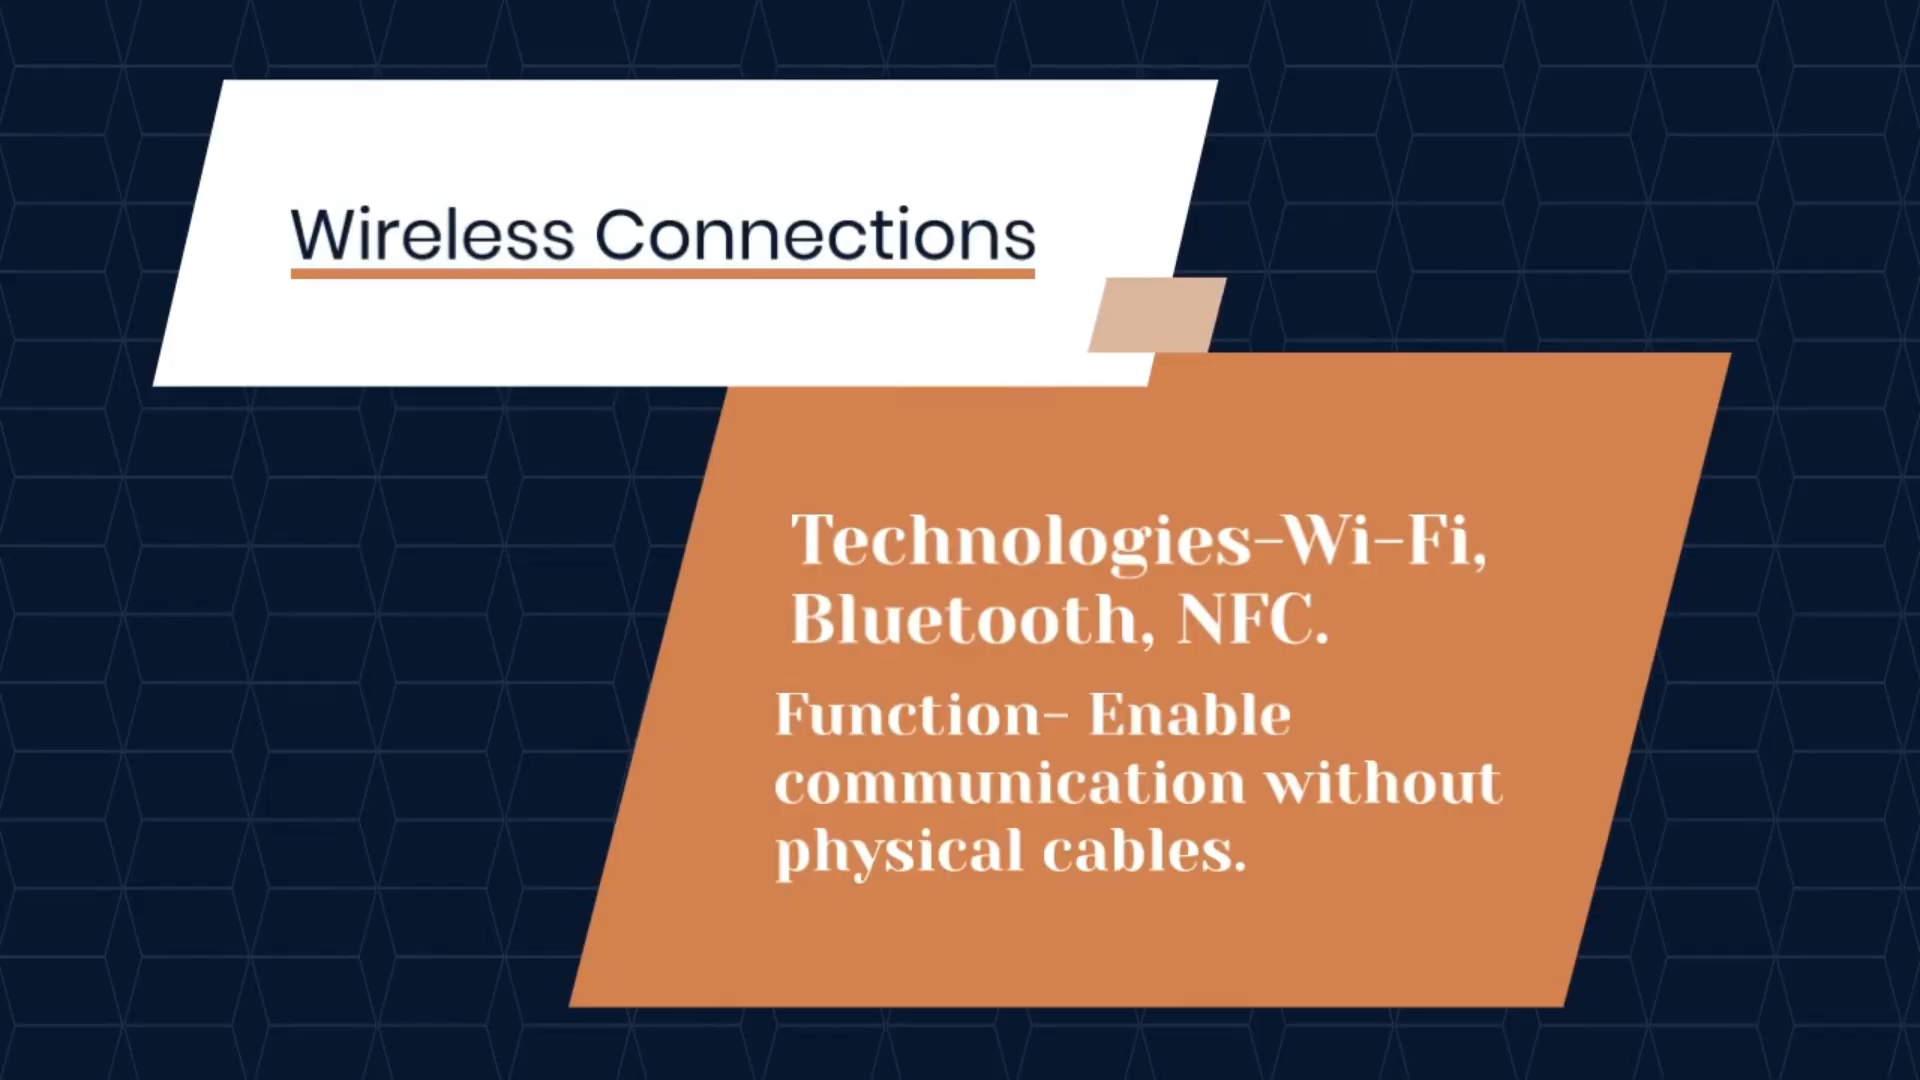 Wireless Connections
Technologies-Wi-Fi,
Bluetooth, NFC.
Function- Enable
communication without
physical cables.